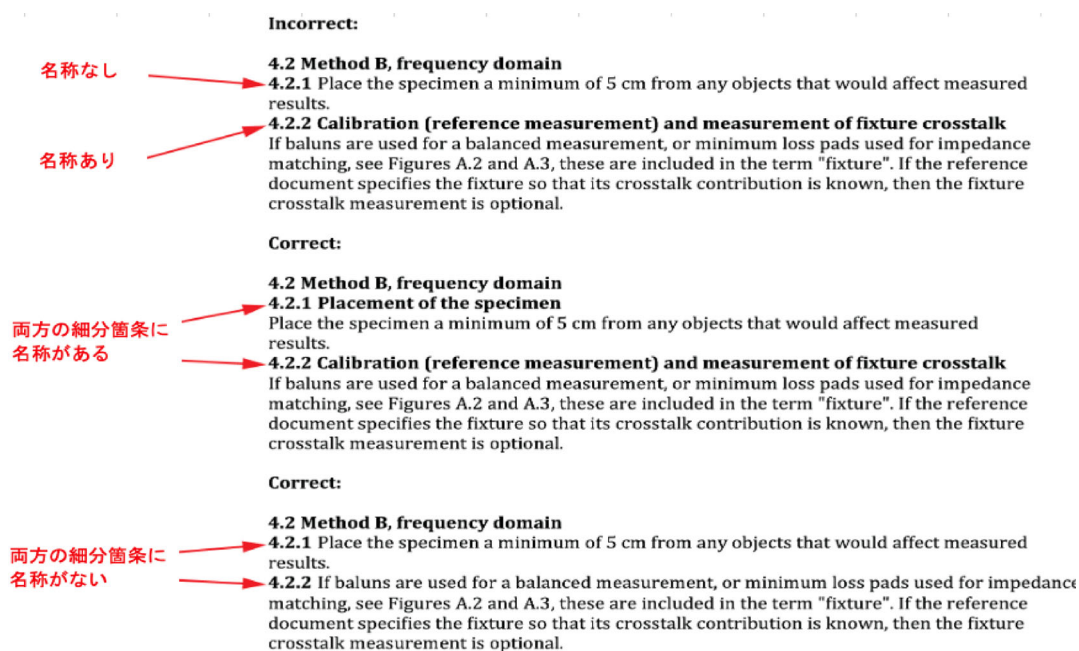 Incorrect:
4.2 Method B, frequency domain
名称なし
4.2.1 Place the specimen a minimum of 5 cm from any objects that would affect measured
results.
名称あり
4.2.2 Calibration (reference measurement) and measurement of fixture crosstalk
If baluns are used for a balanced measurement, or minimum loss pads used for impedance
matching, see Figures A.2 and A.3, these are included in the term "fixture". If the reference
document specifies the fixture so that its crosstalk contribution is known, then the fixture
crosstalk measurement is optional.
Correct:
4.2 Method B, frequency domain
両方の細分箇条に
名称がある
4.2.1 Placement of the specimen
Place the specimen a minimum of 5 cm from any objects that would affect measured
results.
4.2.2 Calibration (reference measurement) and measurement of fixture crosstalk
If baluns are used for a balanced measurement, or minimum loss pads used for impedance
matching, see Figures A.2 and A.3, these are included in the term "fixture". If the reference
document specifies the fixture so that its crosstalk contribution is known, then the fixture
crosstalk measurement is optional.
Correct:
4.2 Method B, frequency domain
両方の細分箇条に
名称がない
4.2.1 Place the specimen a minimum of 5 cm from any objects that would affect measured
results.
4.2.2 If baluns are used for a balanced measurement, or minimum loss pads used for impedance
matching, see Figures A.2 and A.3, these are included in the term "fixture". If the reference
document specifies the fixture so that its crosstalk contribution is known, then the fixture
crosstalk measurement is optional.